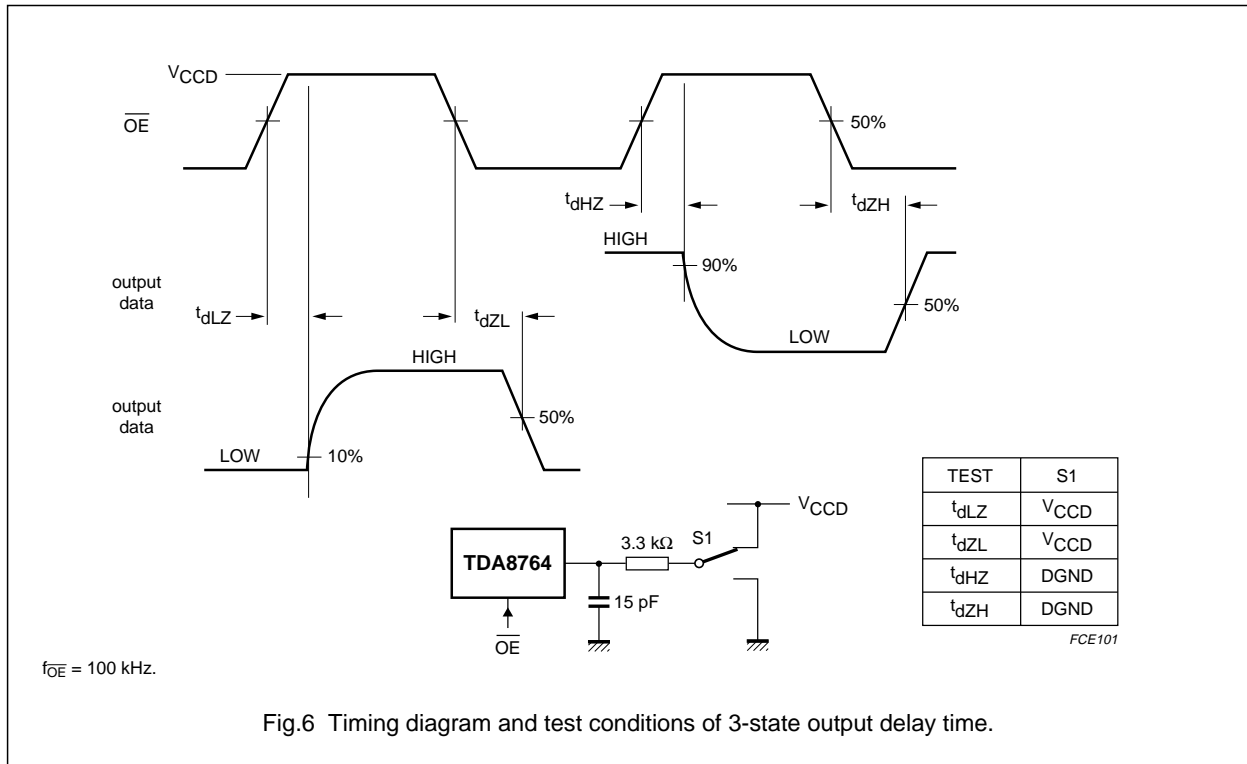 VCCD
OE
50%
tdHZ
tdZH
HIGH
90%
output
data
50%
tdLZ
tdZL
LOW
HIGH
output
data
50%
LOW
10%
VCCD
3.3 kΩ
S1
TDA8764
15 pF
OE
TEST S1
tdLZ VCCD
tdZL VCCD
tdHZ DGND
tdZH DGND
FCE101
fOE = 100 kHz.
Fig.6 Timing diagram and test conditions of 3-state output delay time.